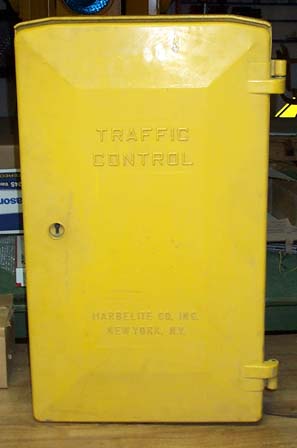 TRAFFIC
CONTROL
MARBELITE CO. INC.
NEW YORK, N.Y.